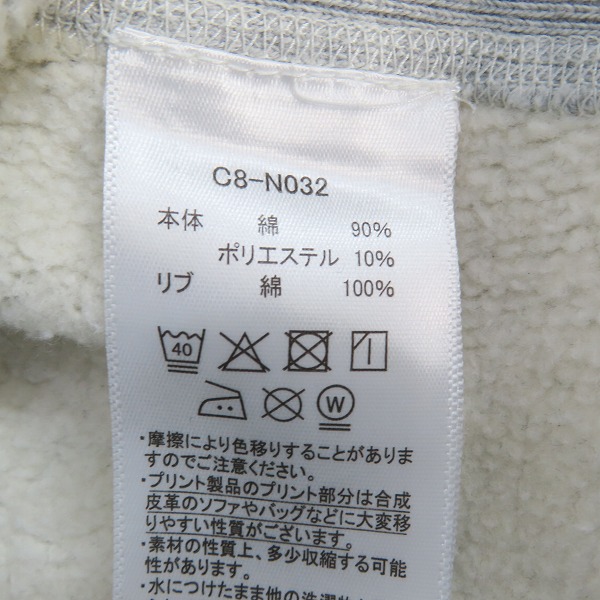 C8-N032
本体 綿 90%
ポリエステル 10%
リブ 綿 100%
40
W
・摩擦により色移りすることがありま
すのでご注意ください。
・プリント製品のプリント部分は合成
皮革のソファやバッグなどに大変移
りやすい性質がございます。
・素材の性質上、多少収縮する可能
性があります。
・水につけたまま他の洗濯物